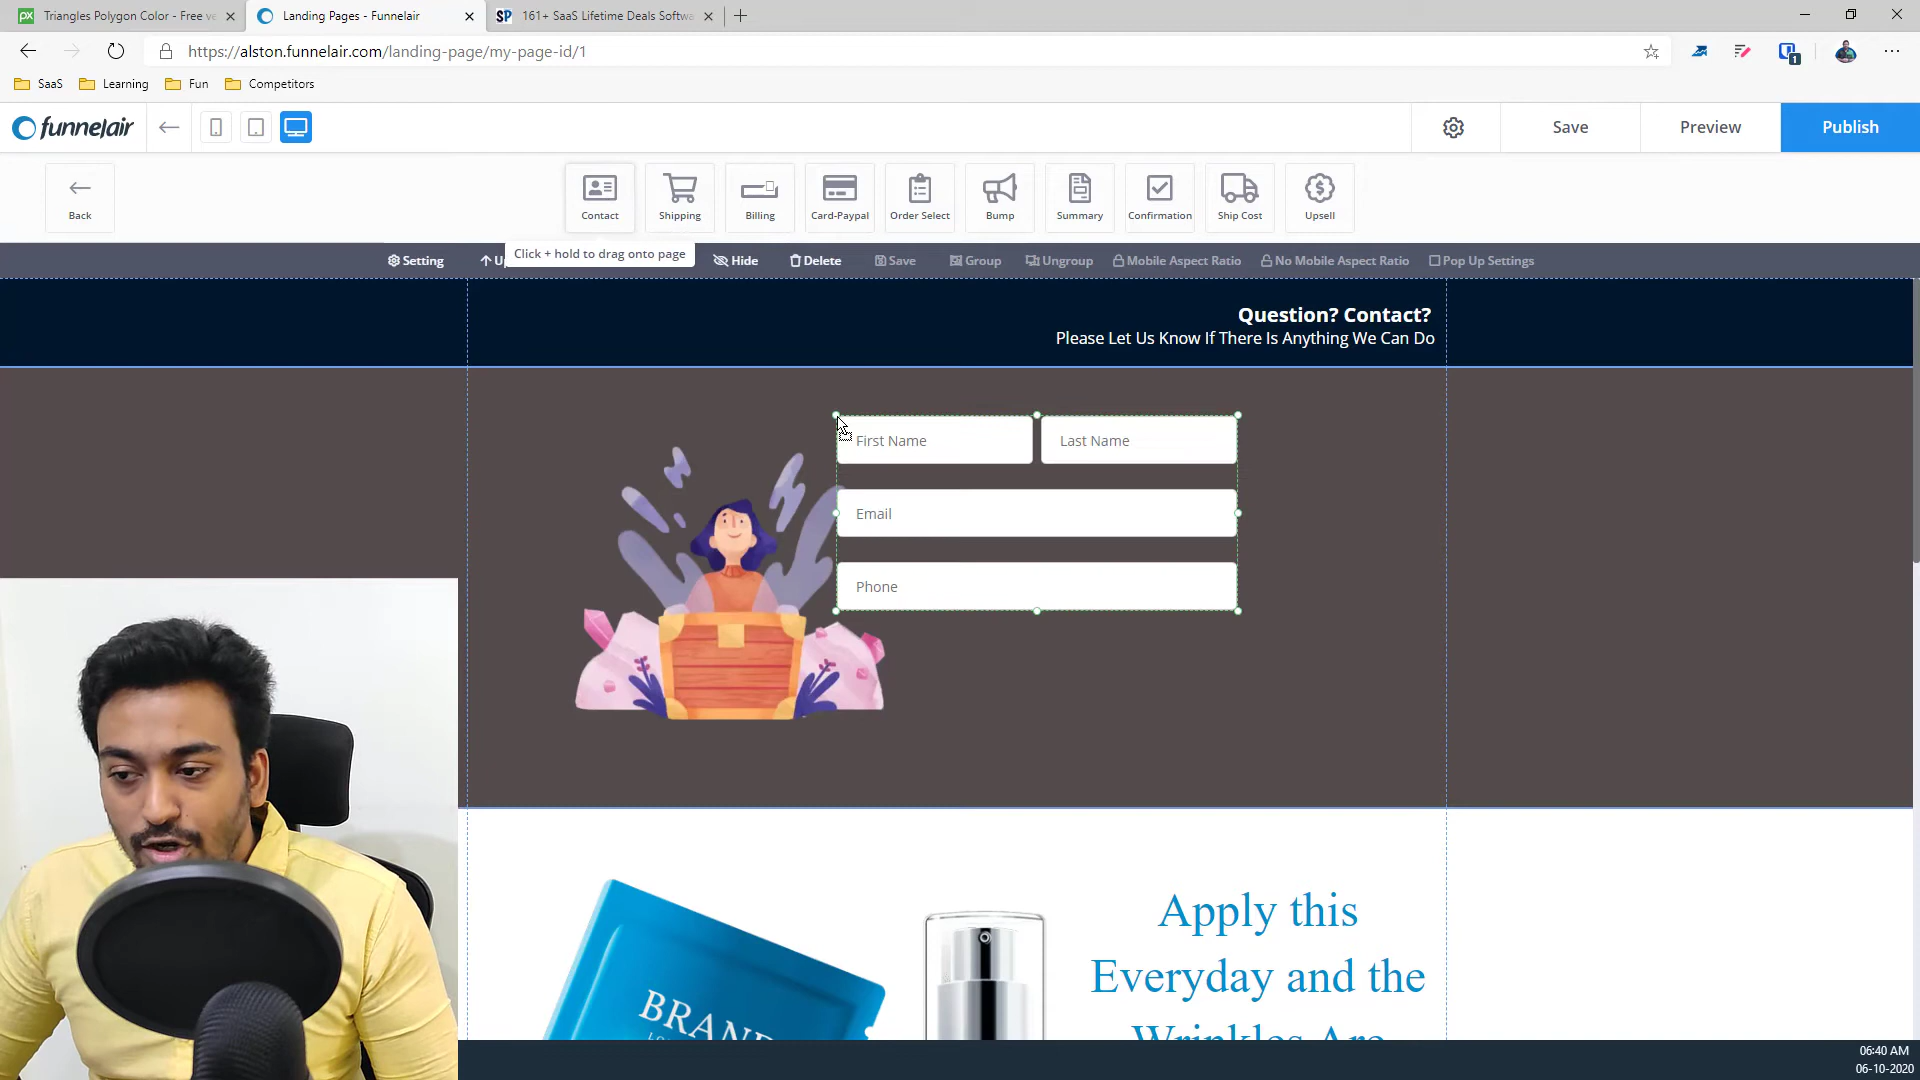 Triangles Polygon Color - Free ve
Landing Pages - Funnelair
SP
161+ SaaS Lifetime Deals Softwa
https://alston.funnelair.com/landing-page/my-page-id/1
1
SaaS
Learning
Fun
Competitors
funnelair
Save
Preview
Publish
Back
Contact
Shipping
Billing
Card-Paypal
Order Select
Bump
Summary
Confirmation
Ship Cost
Upsell
Click + hold to drag onto page
Setting
Hide
Delete
Save
Group
Ungroup
Mobile Aspect Ratio
No Mobile Aspect Ratio
Pop Up Settings
Question? Contact?
Please Let Us Know If There Is Anything We Can Do
First Name
Last Name
Email
Phone
Apply this
Everyday and the
Wrinkles Are
BRAND
06:40 AM
06-10-2020